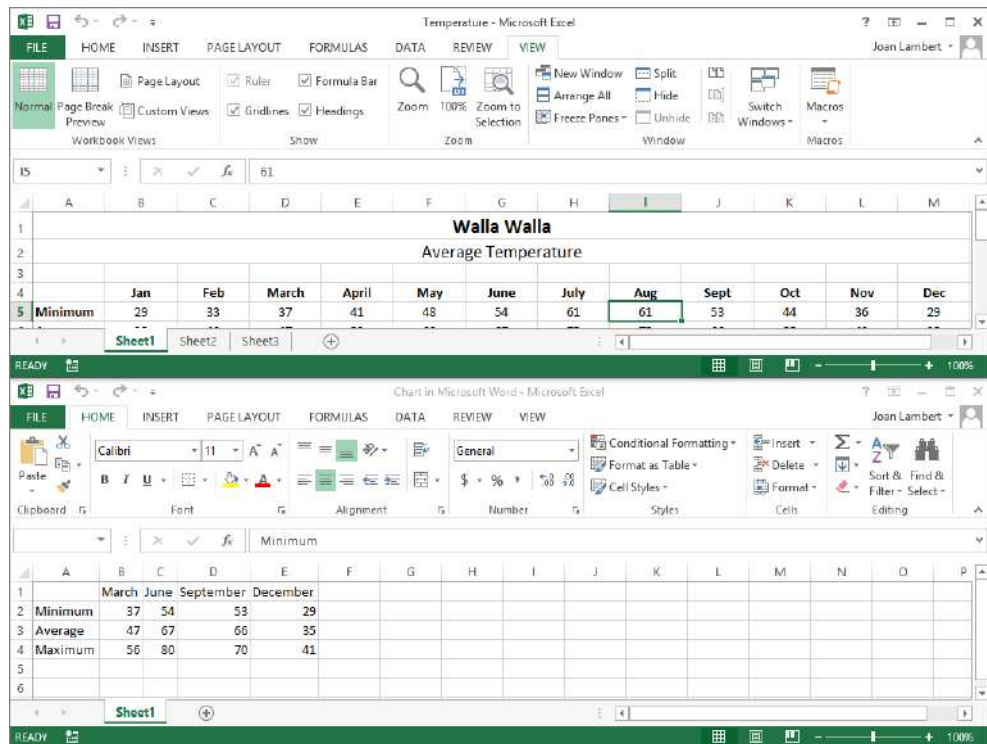 Temperature - Microsoft Excel ?
FILE HOME INSERT PAGE LAYOUT FORMULAS DATA REVIEW VIEW Joan Lambert
Normal Page Break Preview Page Layout Custom Views
Ruler Formula Bar
Gridlines Headings
Zoom 100% Zoom to Selection
New Window Arrange All Freeze Panes Split Hide Unhide
Switch Windows Macros
Workbook Views Show Zoom Window Macros
I5 fx 61
A B C D E F G H I J K L M
1 Walla Walla
2 Average Temperature
3
4 Jan Feb March April May June July Aug Sept Oct Nov Dec
5 Minimum 29 33 37 41 48 54 61 61 53 44 36 29
Sheet1 Sheet2 Sheet3
READY 100%
Chart in Microsoft Word - Microsoft Excel ?
FILE HOME INSERT PAGE LAYOUT FORMULAS DATA REVIEW VIEW Joan Lambert
Paste Calibri 11 A A General
B I U A $ % ,
Conditional Formatting Format as Table Cell Styles
Insert Delete Format
Sort & Filter Find & Select
Clipboard Font Alignment Number Styles Cells Editing
fx Minimum
A B C D E F G H I J K L M N O P
1 March June September December
2 Minimum 37 54 53 29
3 Average 47 67 66 35
4 Maximum 56 80 70 41
5
6
Sheet1
READY 100%